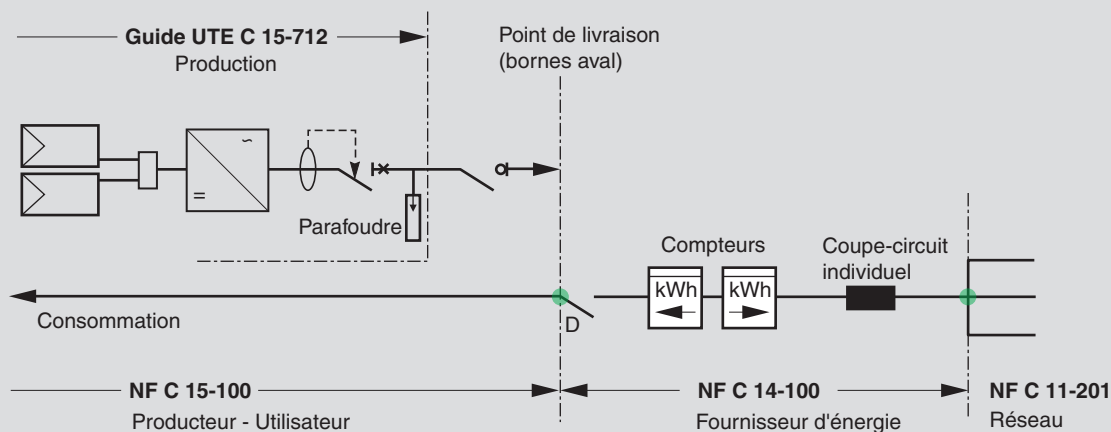 Guide UTE C 15-712
Production
Point de livraison
(bornes aval)
~
=
Parafoudre
Compteurs
Coupe-circuit
individuel
kWh
kWh
Consommation
D
NF C 15-100
NF C 14-100
NF C 11-201
Producteur - Utilisateur
Fournisseur d'énergie
Réseau